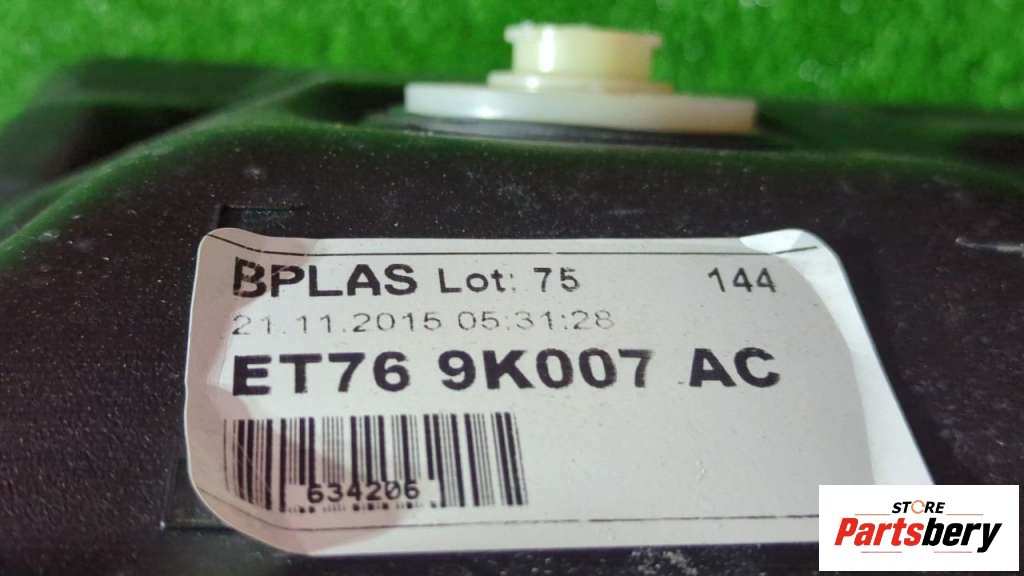 BPLAS Lot: 75 144
21.11.2015 05:31:28
ET76 9K007 AC
634206
STORE
Partsbery